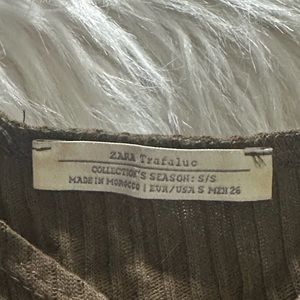 ZARA Trafaluc
COLLECTION'S SEASON: S/S
MADE IN MOROCCO | EUR/USA S MEX 26